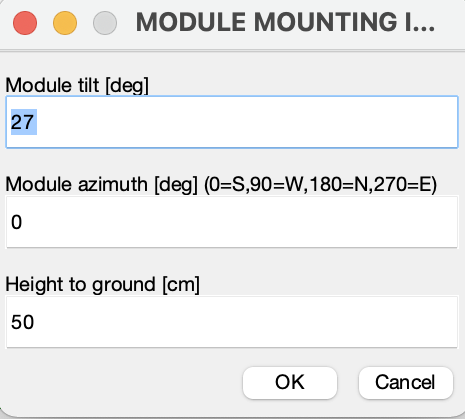 MODULE MOUNTING I...
Module tilt [deg]
27
Module azimuth [deg] (0=S,90=W,180=N,270=E)
0
Height to ground [cm]
50
OK Cancel